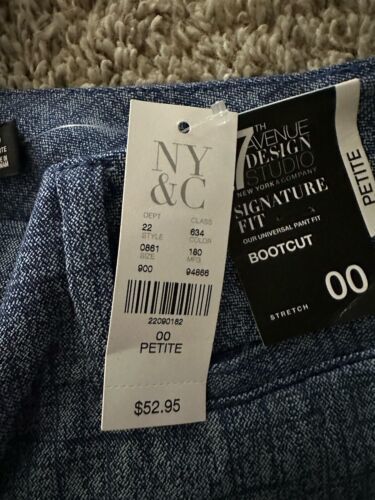 NY
&C
DEPT CLASS
22 634
STYLE COLOR
0861 160
SIZE MFG
900 94866
22090162
00
PETITE
$52.95
7TH
AVENUE
DESIGN
STUDIO
NEW YORK & COMPANY
SIGNATURE
FIT
OUR UNIVERSAL PANT FIT
BOOTCUT
PETITE
00
STRETCH